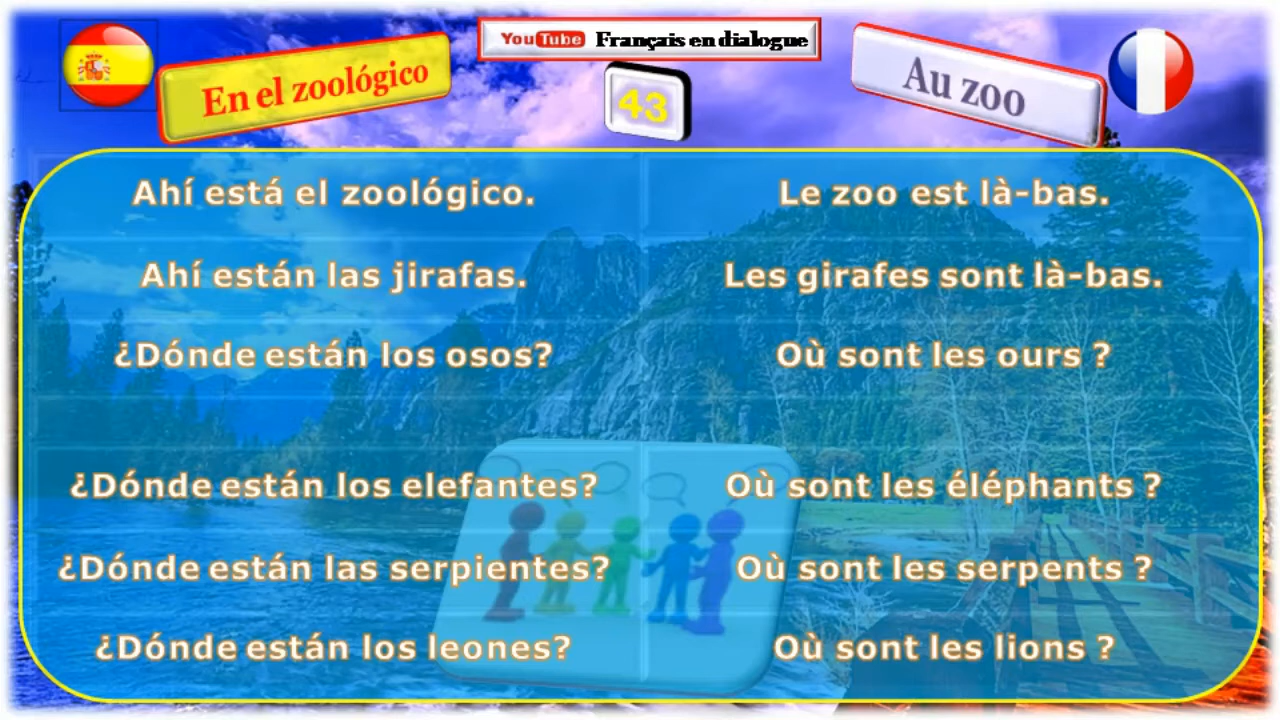 YouTube Français en dialogue
En el zoológico
43
Au zoo
Ahí está el zoológico.
Le zoo est là-bas.
Ahí están las jirafas.
Les girafes sont là-bas.
¿Dónde están los osos?
Où sont les ours ?
¿Dónde están los elefantes?
Où sont les éléphants ?
¿Dónde están las serpientes?
Où sont les serpents ?
¿Dónde están los leones?
Où sont les lions ?